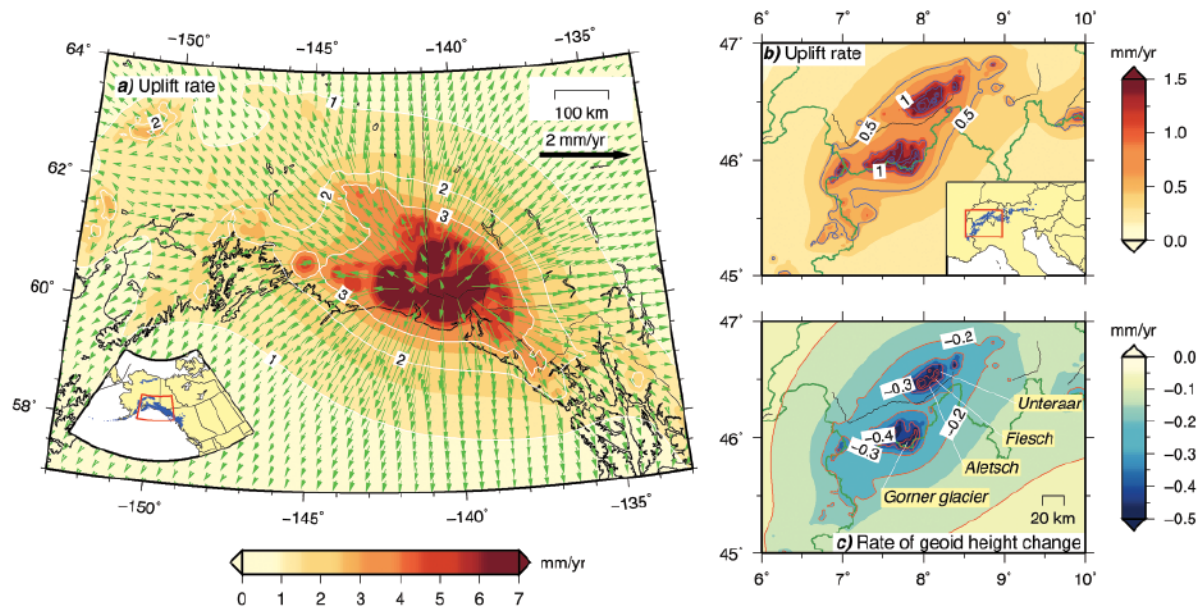 −150° −145° −140° −135°
64°
62°
60°
58°
a) Uplift rate
100 km
2 mm/yr
1
2
2
2
3
3
2
1
−150° −145° −140° −135°
mm/yr
0 1 2 3 4 5 6 7
6° 7° 8° 9° 10°
47°
46°
45°
b) Uplift rate
1
0.5
0.5
1
mm/yr
1.5
1.0
0.5
0.0
47°
46°
45°
−0.2
−0.3
−0.2
−0.4
−0.3
Unteraar
Fiesch
Aletsch
Gorner glacier
20 km
c) Rate of geoid height change
6° 7° 8° 9° 10°
mm/yr
0.0
−0.1
−0.2
−0.3
−0.4
−0.5